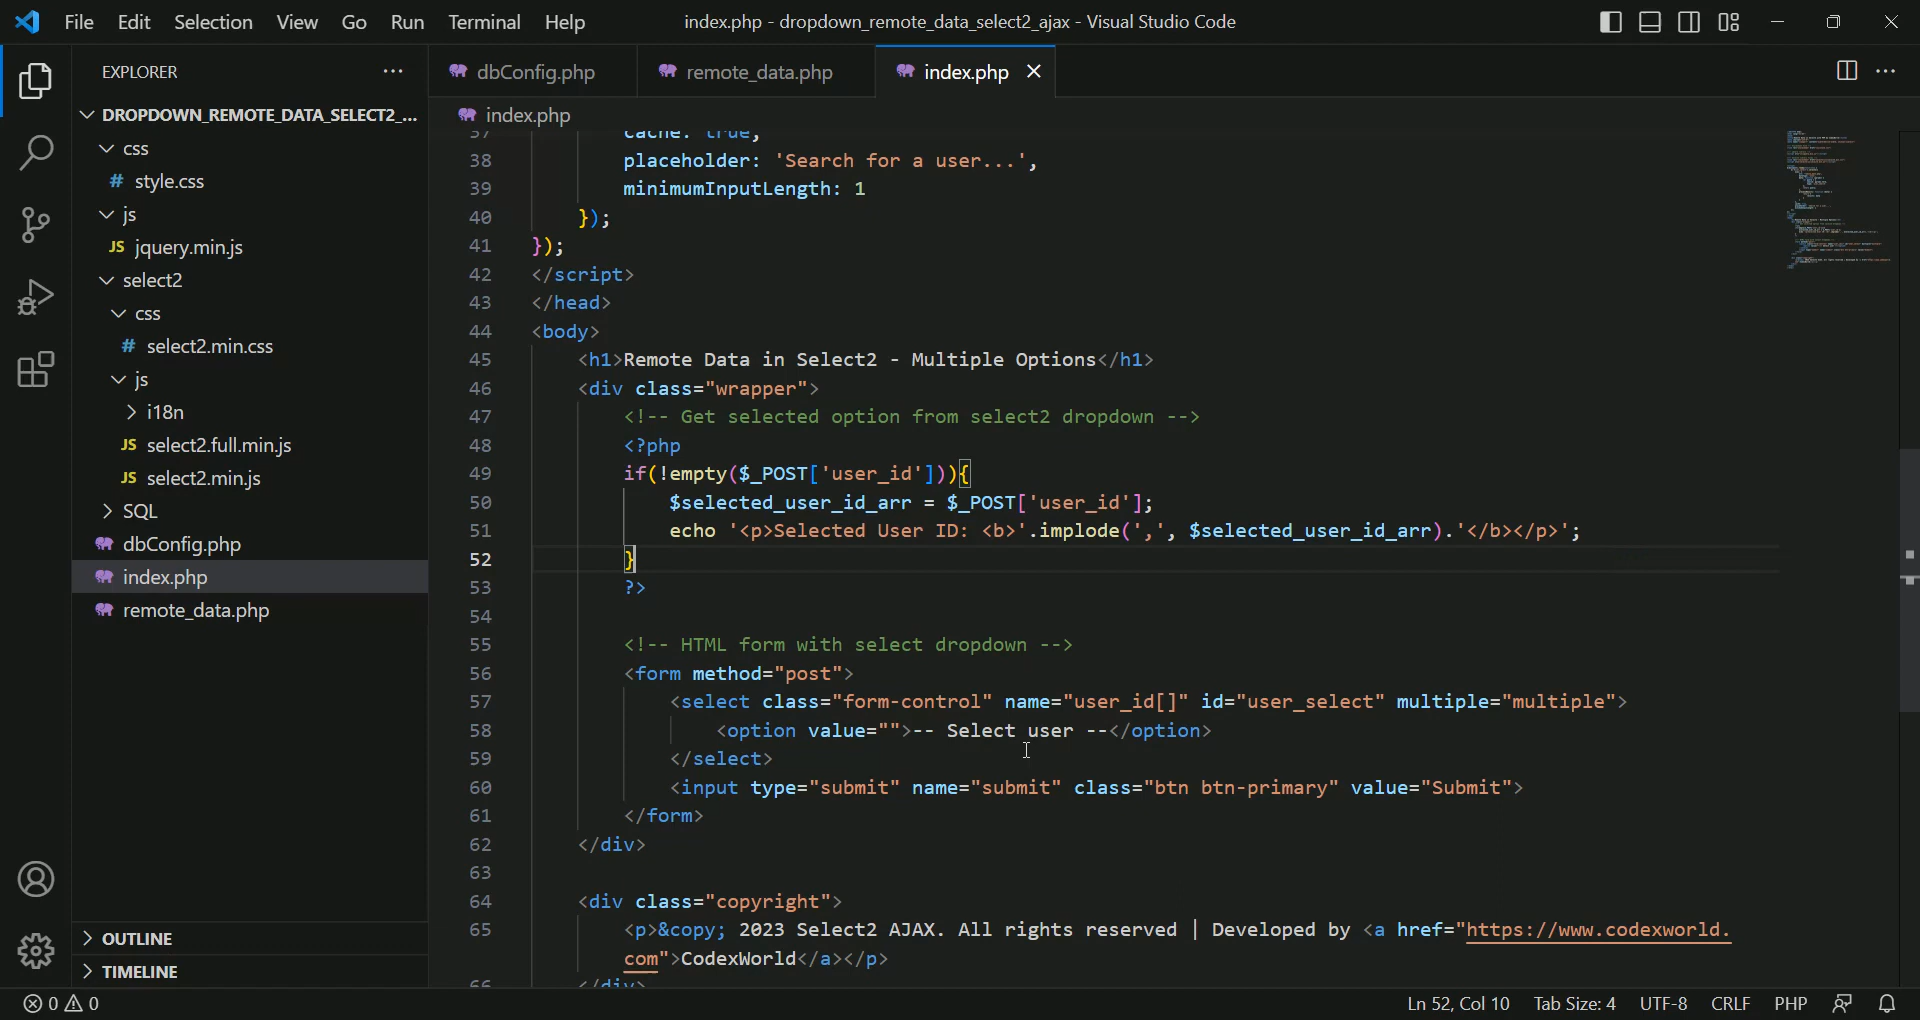 File Edit Selection View Go Run Terminal Help index.php - dropdown_remote_data_select2_ajax - Visual Studio Code
EXPLORER
DROPDOWN_REMOTE_DATA_SELECT2_...
css
# style.css
js
JS jquery.min.js
select2
css
# select2.min.css
js
i18n
JS select2.full.min.js
JS select2.min.js
SQL
dbConfig.php
index.php
remote_data.php
OUTLINE
TIMELINE
dbConfig.php remote_data.php index.php
index.php
37 cache: true,
38 placeholder: 'Search for a user...',
39 minimumInputLength: 1
40 });
41 });
42 </script>
43 </head>
44 <body>
45 <h1>Remote Data in Select2 - Multiple Options</h1>
46 <div class="wrapper">
47 <!-- Get selected option from select2 dropdown -->
48 <?php
49 if(!empty($_POST['user_id'])){
50 $selected_user_id_arr = $_POST['user_id'];
51 echo '<p>Selected User ID: <b>'.implode(',', $selected_user_id_arr).'</b></p>';
52 }
53 ?>
54
55 <!-- HTML form with select dropdown -->
56 <form method="post">
57 <select class="form-control" name="user_id[]" id="user_select" multiple="multiple">
58 <option value="">-- Select user --</option>
59 </select>
60 <input type="submit" name="submit" class="btn btn-primary" value="Submit">
61 </form>
62 </div>
63
64 <div class="copyright">
65 <p>&copy; 2023 Select2 AJAX. All rights reserved | Developed by <a href="https://www.codexworld.
com">CodexWorld</a></p>
66 </div>
0 0 Ln 52, Col 10 Tab Size: 4 UTF-8 CRLF PHP